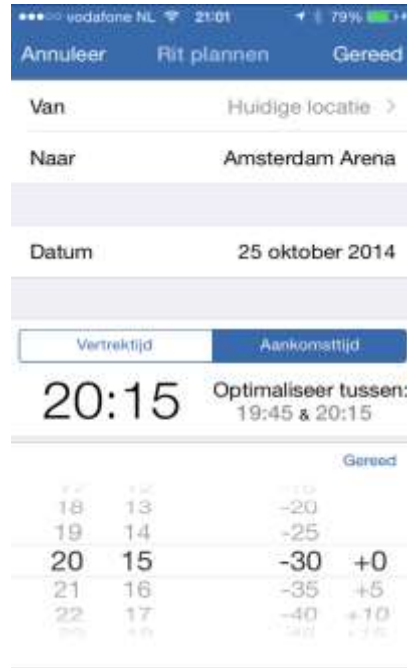 vodafone NL 21:01 79%
Annuleer Rit plannen Gereed
Van Huidige locatie >
Naar Amsterdam Arena
Datum 25 oktober 2014
Vertrektijd Aankomsttijd
20:15 Optimaliseer tussen:
19:45 & 20:15
Gereed
18 13 -20
19 14 -25
20 15 -30 +0
21 16 -35 +5
22 17 -40 +10